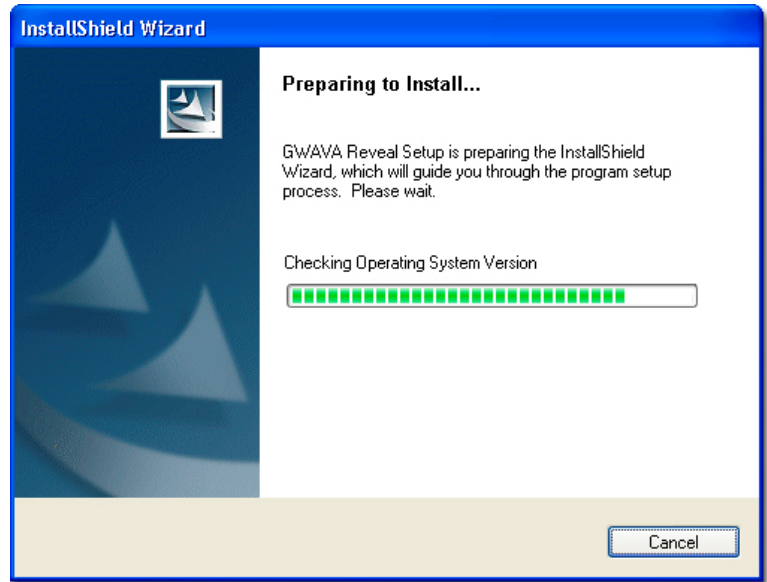 InstallShield Wizard
Preparing to Install...
GWAVA Reveal Setup is preparing the InstallShield
Wizard, which will guide you through the program setup
process. Please wait.
Checking Operating System Version
Cancel